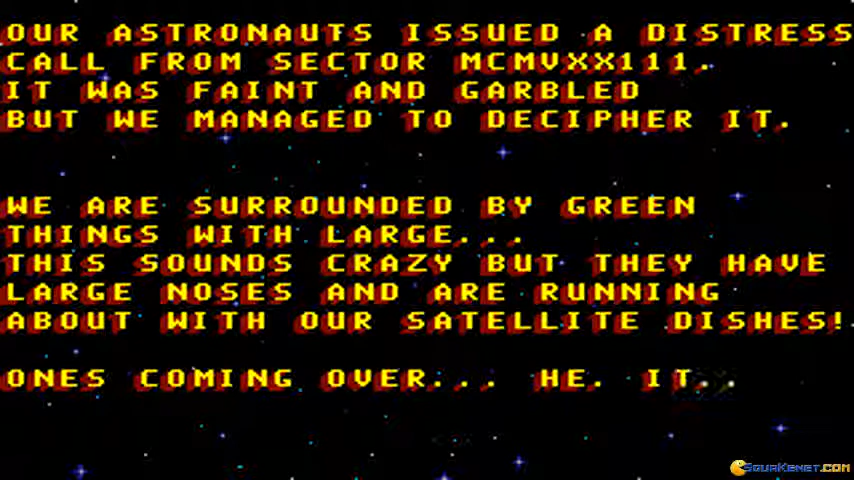 OUR ASTRONAUTS ISSUED A DISTRESS
CALL FROM SECTOR MCMVXX111.
IT WAS FAINT AND GARBLED
BUT WE MANAGED TO DECIPHER IT.
WE ARE SURROUNDED BY GREEN
THINGS WITH LARGE...
THIS SOUNDS CRAZY BUT THEY HAVE
LARGE NOSES AND ARE RUNNING
ABOUT WITH OUR SATELLITE DISHES!
ONES COMING OVER... HE. IT.
SquaKenet.com